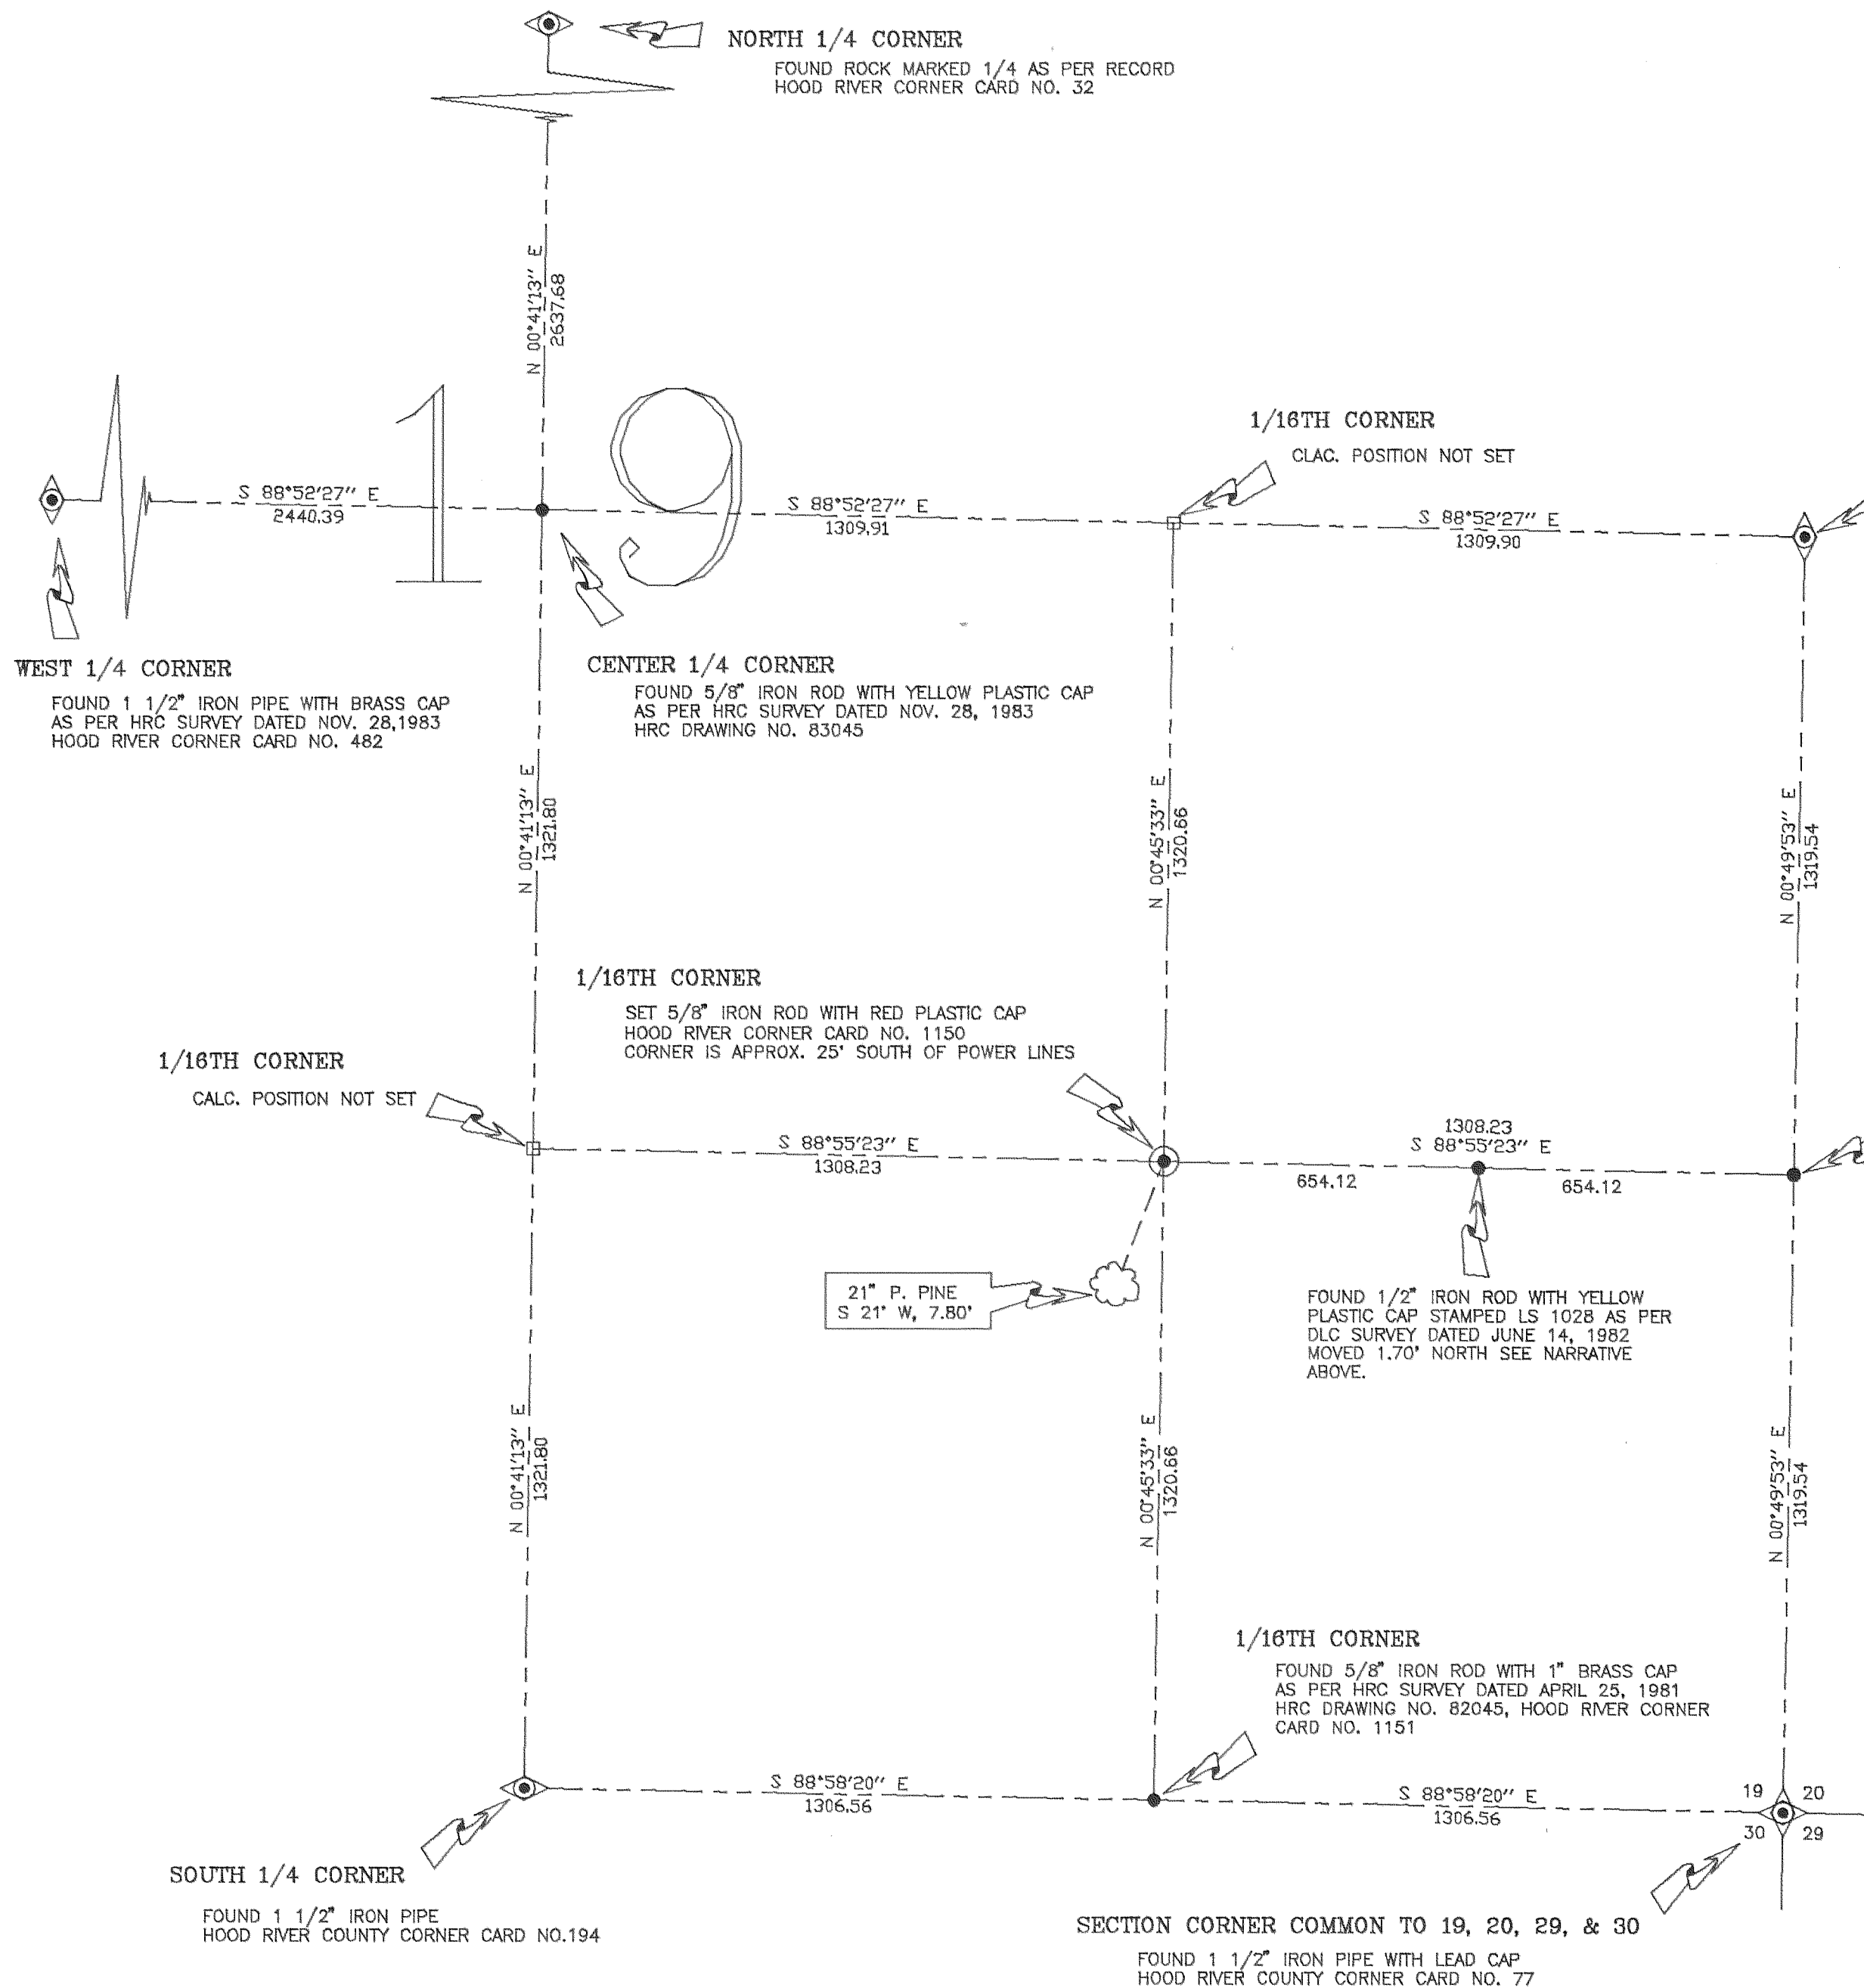 NORTH 1/4 CORNER
FOUND ROCK MARKED 1/4 AS PER RECORD
HOOD RIVER CORNER CARD NO. 32
N 00°41'13" E
2637.68
19
1/16TH CORNER
CLAC. POSITION NOT SET
S 88°52'27" E
2440.39
S 88°52'27" E
1309.91
S 88°52'27" E
1309.90
WEST 1/4 CORNER
FOUND 1 1/2" IRON PIPE WITH BRASS CAP
AS PER HRC SURVEY DATED NOV. 28,1983
HOOD RIVER CORNER CARD NO. 482
CENTER 1/4 CORNER
FOUND 5/8" IRON ROD WITH YELLOW PLASTIC CAP
AS PER HRC SURVEY DATED NOV. 28, 1983
HRC DRAWING NO. 83045
N 00°41'13" E
1321.80
N 00°45'33" E
1320.66
N 00°49'53" E
1319.54
1/16TH CORNER
SET 5/8" IRON ROD WITH RED PLASTIC CAP
HOOD RIVER CORNER CARD NO. 1150
CORNER IS APPROX. 25' SOUTH OF POWER LINES
1/16TH CORNER
CALC. POSITION NOT SET
S 88°55'23" E
1308.23
1308.23
S 88°55'23" E
654.12
654.12
21" P. PINE
S 21° W, 7.80'
FOUND 1/2" IRON ROD WITH YELLOW
PLASTIC CAP STAMPED LS 1028 AS PER
DLC SURVEY DATED JUNE 14, 1982
MOVED 1.70' NORTH SEE NARRATIVE
ABOVE.
N 00°41'13" E
1321.80
N 00°45'33" E
1320.66
N 00°49'53" E
1319.54
1/16TH CORNER
FOUND 5/8" IRON ROD WITH 1" BRASS CAP
AS PER HRC SURVEY DATED APRIL 25, 1981
HRC DRAWING NO. 82045, HOOD RIVER CORNER
CARD NO. 1151
S 88°58'20" E
1306.56
S 88°58'20" E
1306.56
19 20
30 29
SOUTH 1/4 CORNER
FOUND 1 1/2" IRON PIPE
HOOD RIVER COUNTY CORNER CARD NO.194
SECTION CORNER COMMON TO 19, 20, 29, & 30
FOUND 1 1/2" IRON PIPE WITH LEAD CAP
HOOD RIVER COUNTY CORNER CARD NO. 77